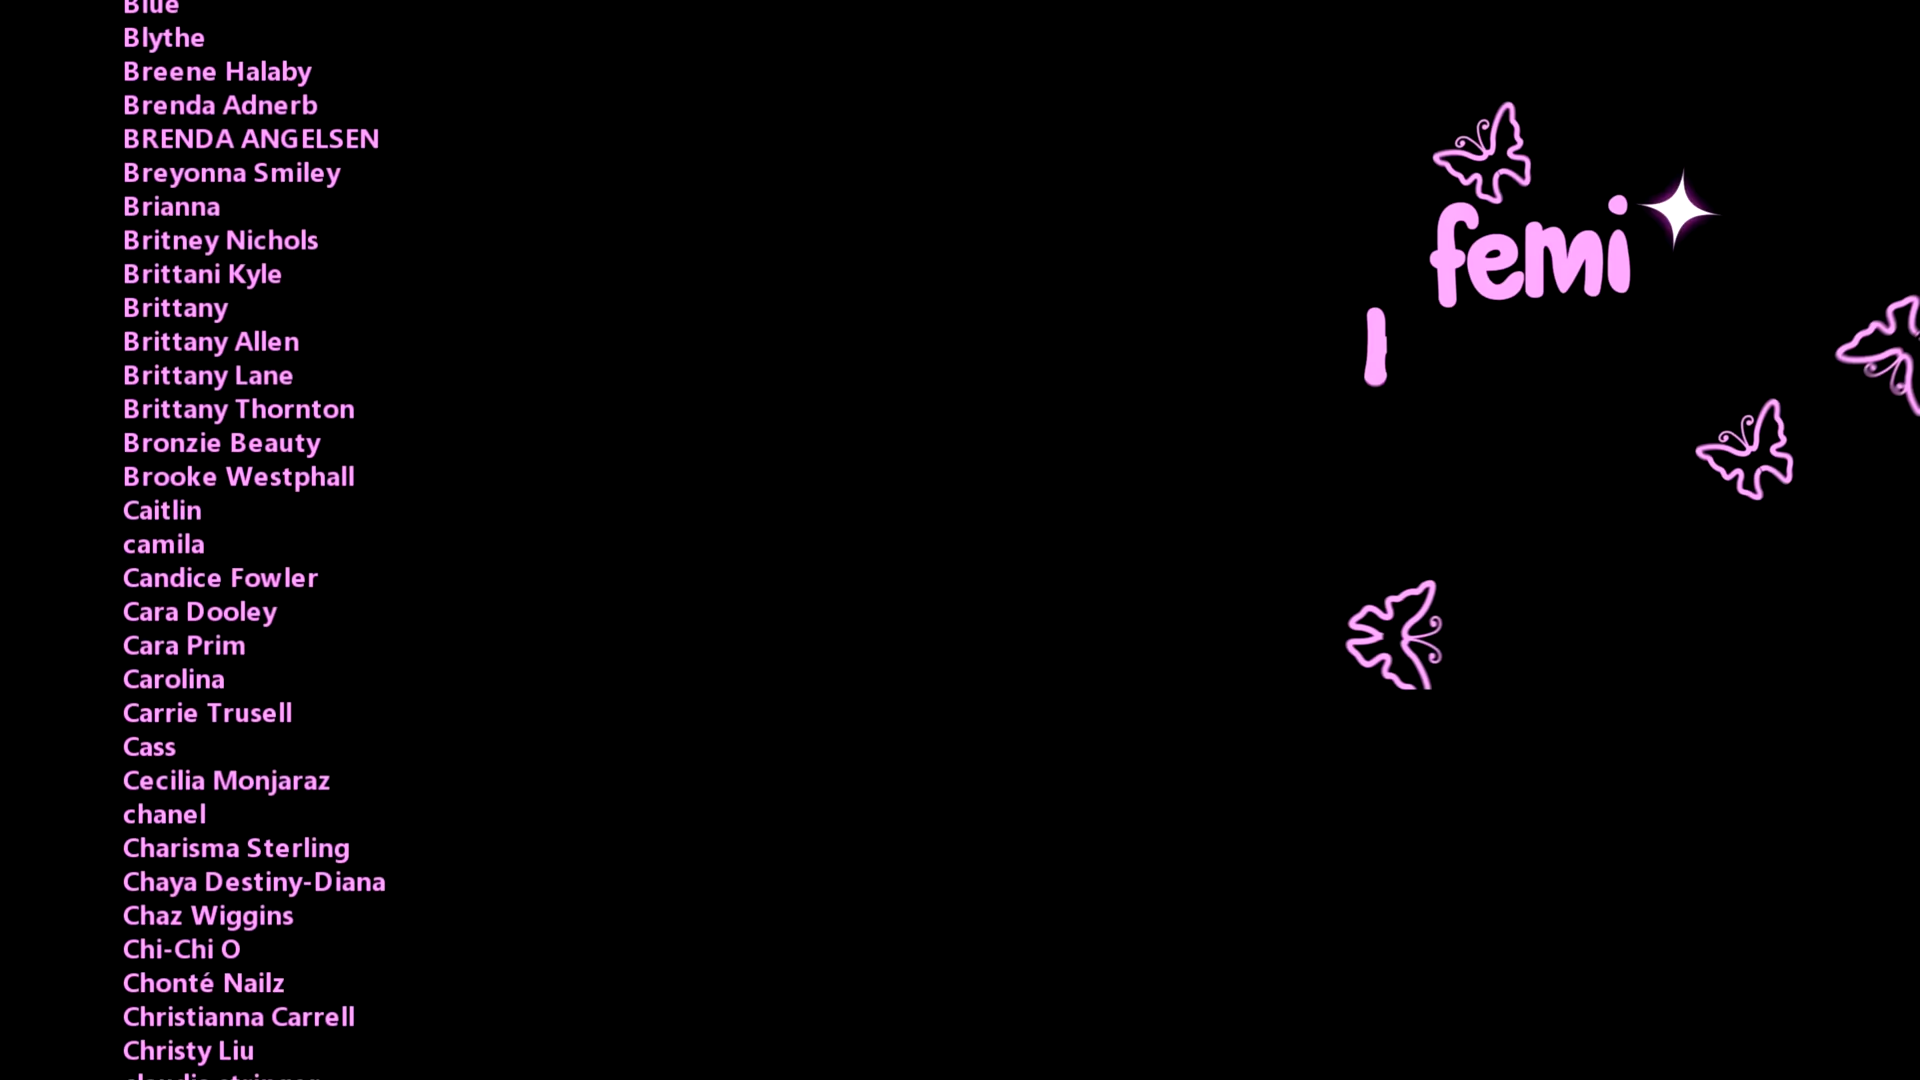 Blue
Blythe
Breene Halaby
Brenda Adnerb
BRENDA ANGELSEN
Breyonna Smiley
Brianna
Britney Nichols
Brittani Kyle
Brittany
Brittany Allen
Brittany Lane
Brittany Thornton
Bronzie Beauty
Brooke Westphall
Caitlin
camila
Candice Fowler
Cara Dooley
Cara Prim
Carolina
Carrie Trusell
Cass
Cecilia Monjaraz
chanel
Charisma Sterling
Chaya Destiny-Diana
Chaz Wiggins
Chi-Chi O
Chonté Nailz
Christianna Carrell
Christy Liu
femi